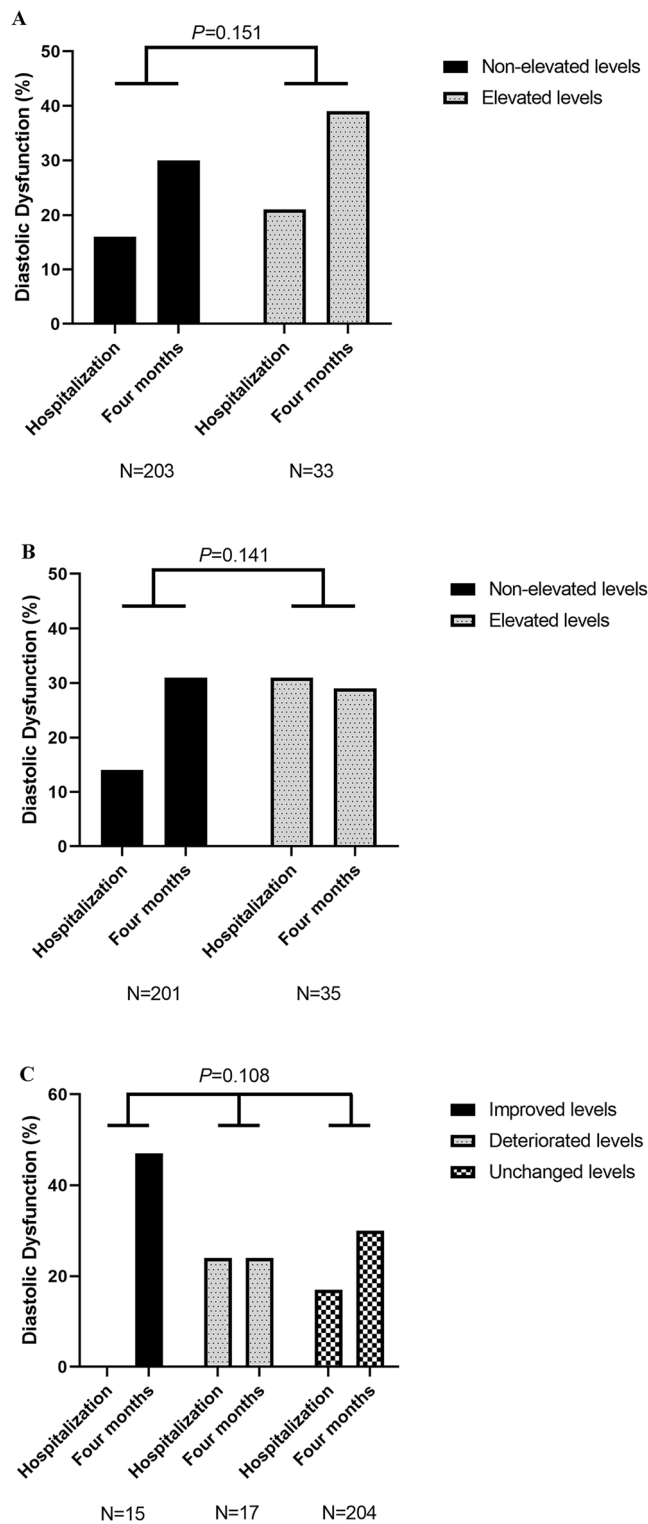 A
P=0.151
Non-elevated levels
Elevated levels
Diastolic Dysfunction (%)
50
40
30
20
10
0
Hospitalization
Four months
Hospitalization
Four months
N=203
N=33
B
P=0.141
Non-elevated levels
Elevated levels
Diastolic Dysfunction (%)
50
40
30
20
10
0
Hospitalization
Four months
Hospitalization
Four months
N=201
N=35
C
P=0.108
Improved levels
Deteriorated levels
Unchanged levels
Diastolic Dysfunction (%)
60
40
20
0
Hospitalization
Four months
Hospitalization
Four months
Hospitalization
Four months
N=15
N=17
N=204